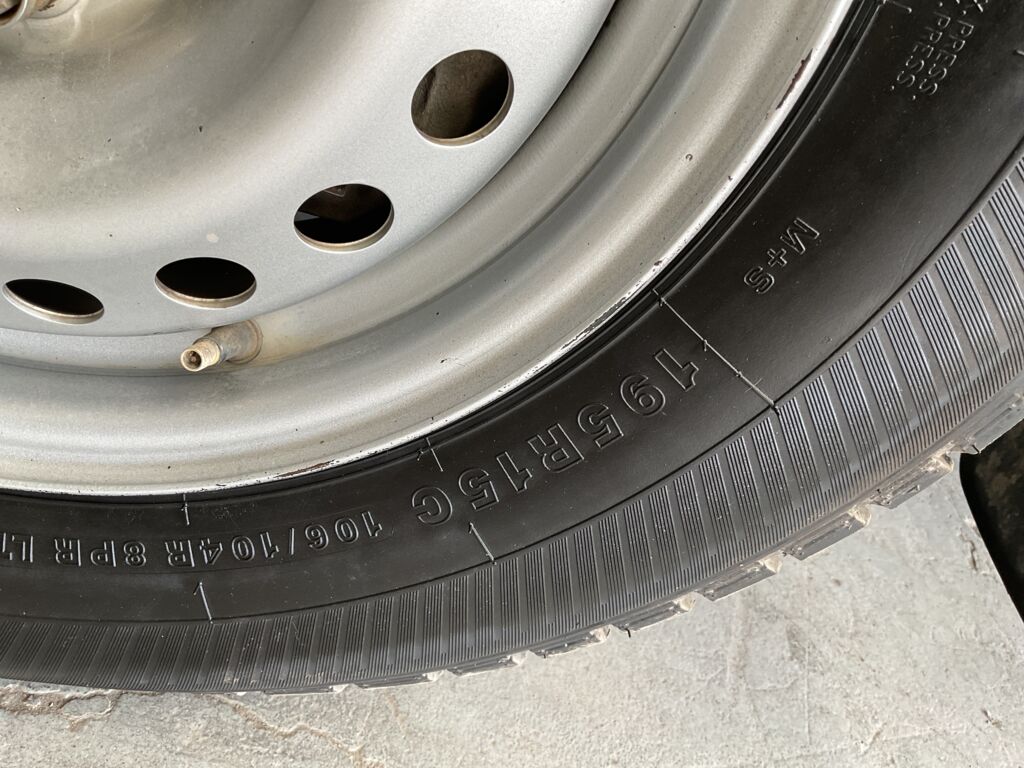 M+S
195R15C
106/104R 8PR LT
PRESS.
PRESS.